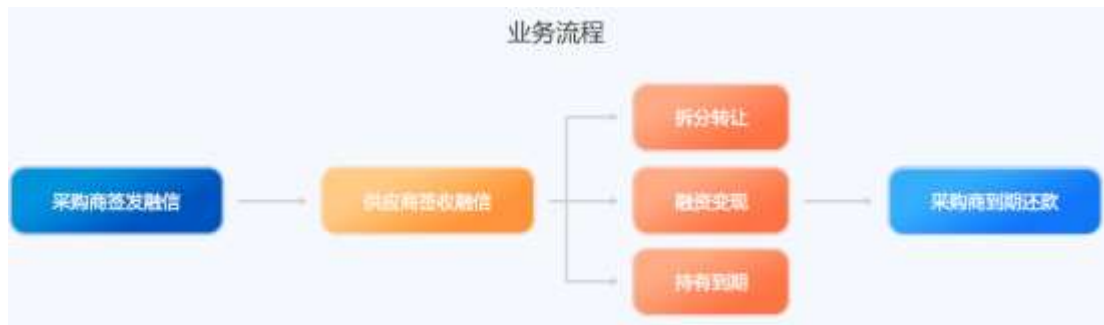 业务流程
采购商签发融信
供应商签收融信
拆分转让
融资变现
持有到期
采购商到期还款